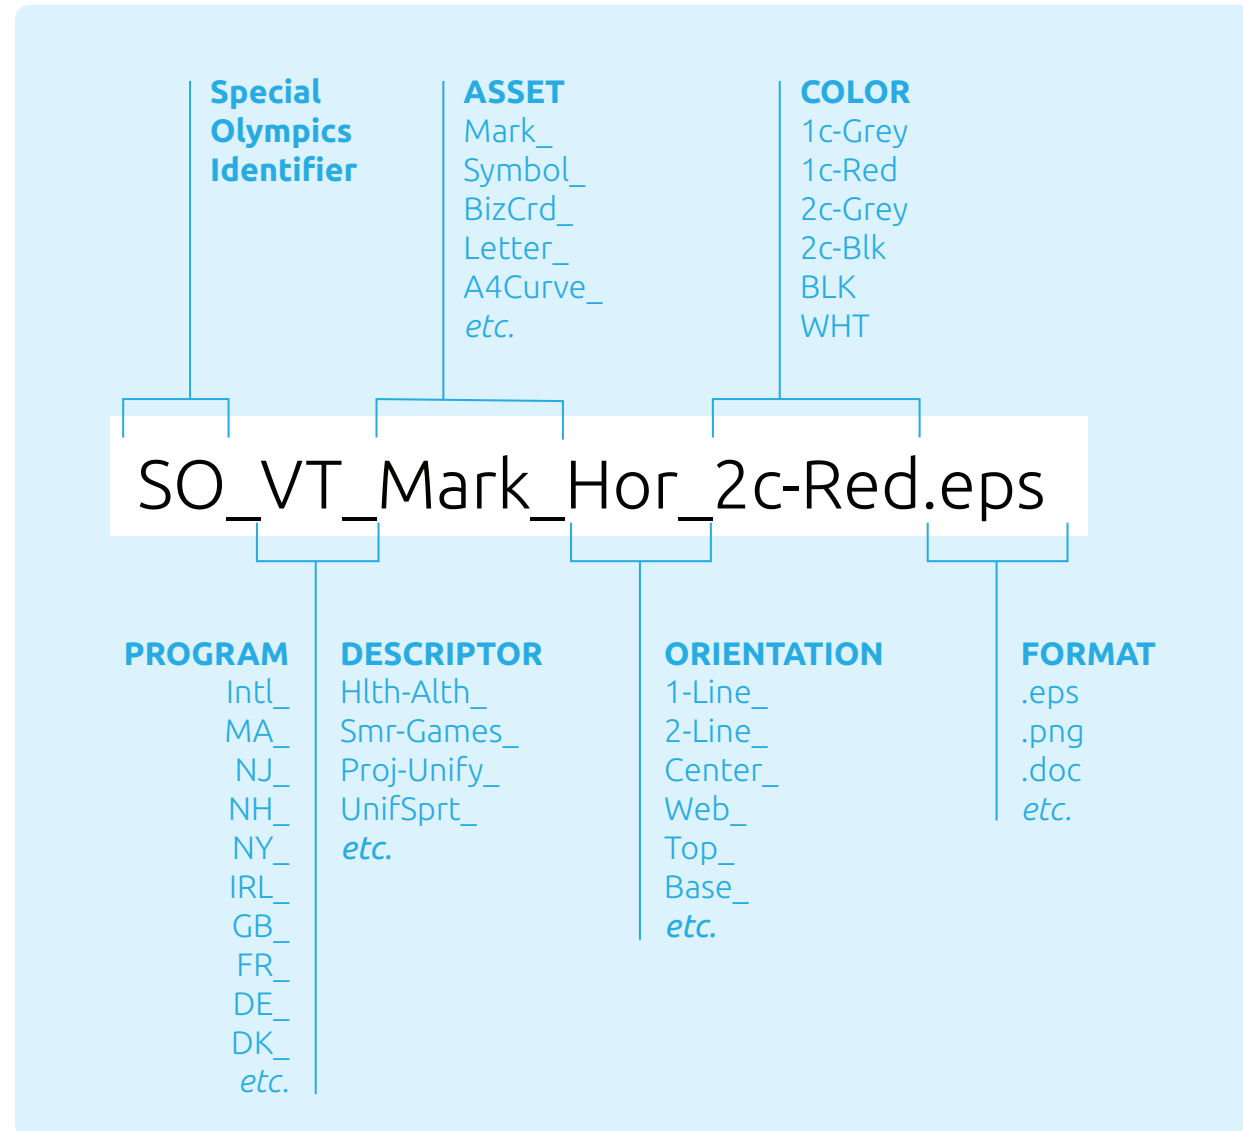 Special
Olympics
Identifier
ASSET
Mark_
Symbol_
BizCrd_
Letter_
A4Curve_
etc.
COLOR
1c-Grey
1c-Red
2c-Grey
2c-Blk
BLK
WHT
SO_VT_Mark_Hor_2c-Red.eps
PROGRAM
Intl_
MA_
NJ_
NH_
NY_
IRL_
GB_
FR_
DE_
DK_
etc.
DESCRIPTOR
Hlth-Alth_
Smr-Games_
Proj-Unify_
UnifSprt_
etc.
ORIENTATION
1-Line_
2-Line_
Center_
Web_
Top_
Base_
etc.
FORMAT
.eps
.png
.doc
etc.